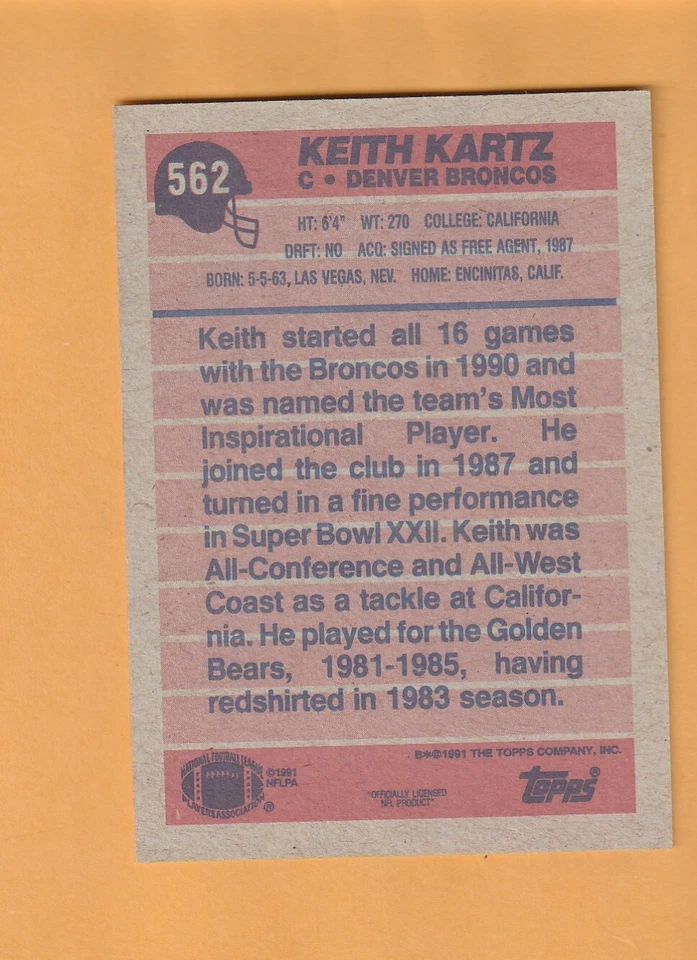 562
KEITH KARTZ
C • DENVER BRONCOS
HT: 6'4" WT: 270 COLLEGE: CALIFORNIA
DRFT: NO ACQ: SIGNED AS FREE AGENT, 1987
BORN: 5-5-63, LAS VEGAS, NEV. HOME: ENCINITAS, CALIF.
Keith started all 16 games
with the Broncos in 1990 and
was named the team's Most
Inspirational Player. He
joined the club in 1987 and
turned in a fine performance
in Super Bowl XXII. Keith was
All-Conference and All-West
Coast as a tackle at Califor-
nia. He played for the Golden
Bears, 1981-1985, having
redshirted in 1983 season.
NATIONAL FOOTBALL LEAGUE
PLAYERS ASSOCIATION ®
©1991
NFLPA
"OFFICIALLY LICENSED
NFL PRODUCT"
B*©1991 THE TOPPS COMPANY, INC.
topps®